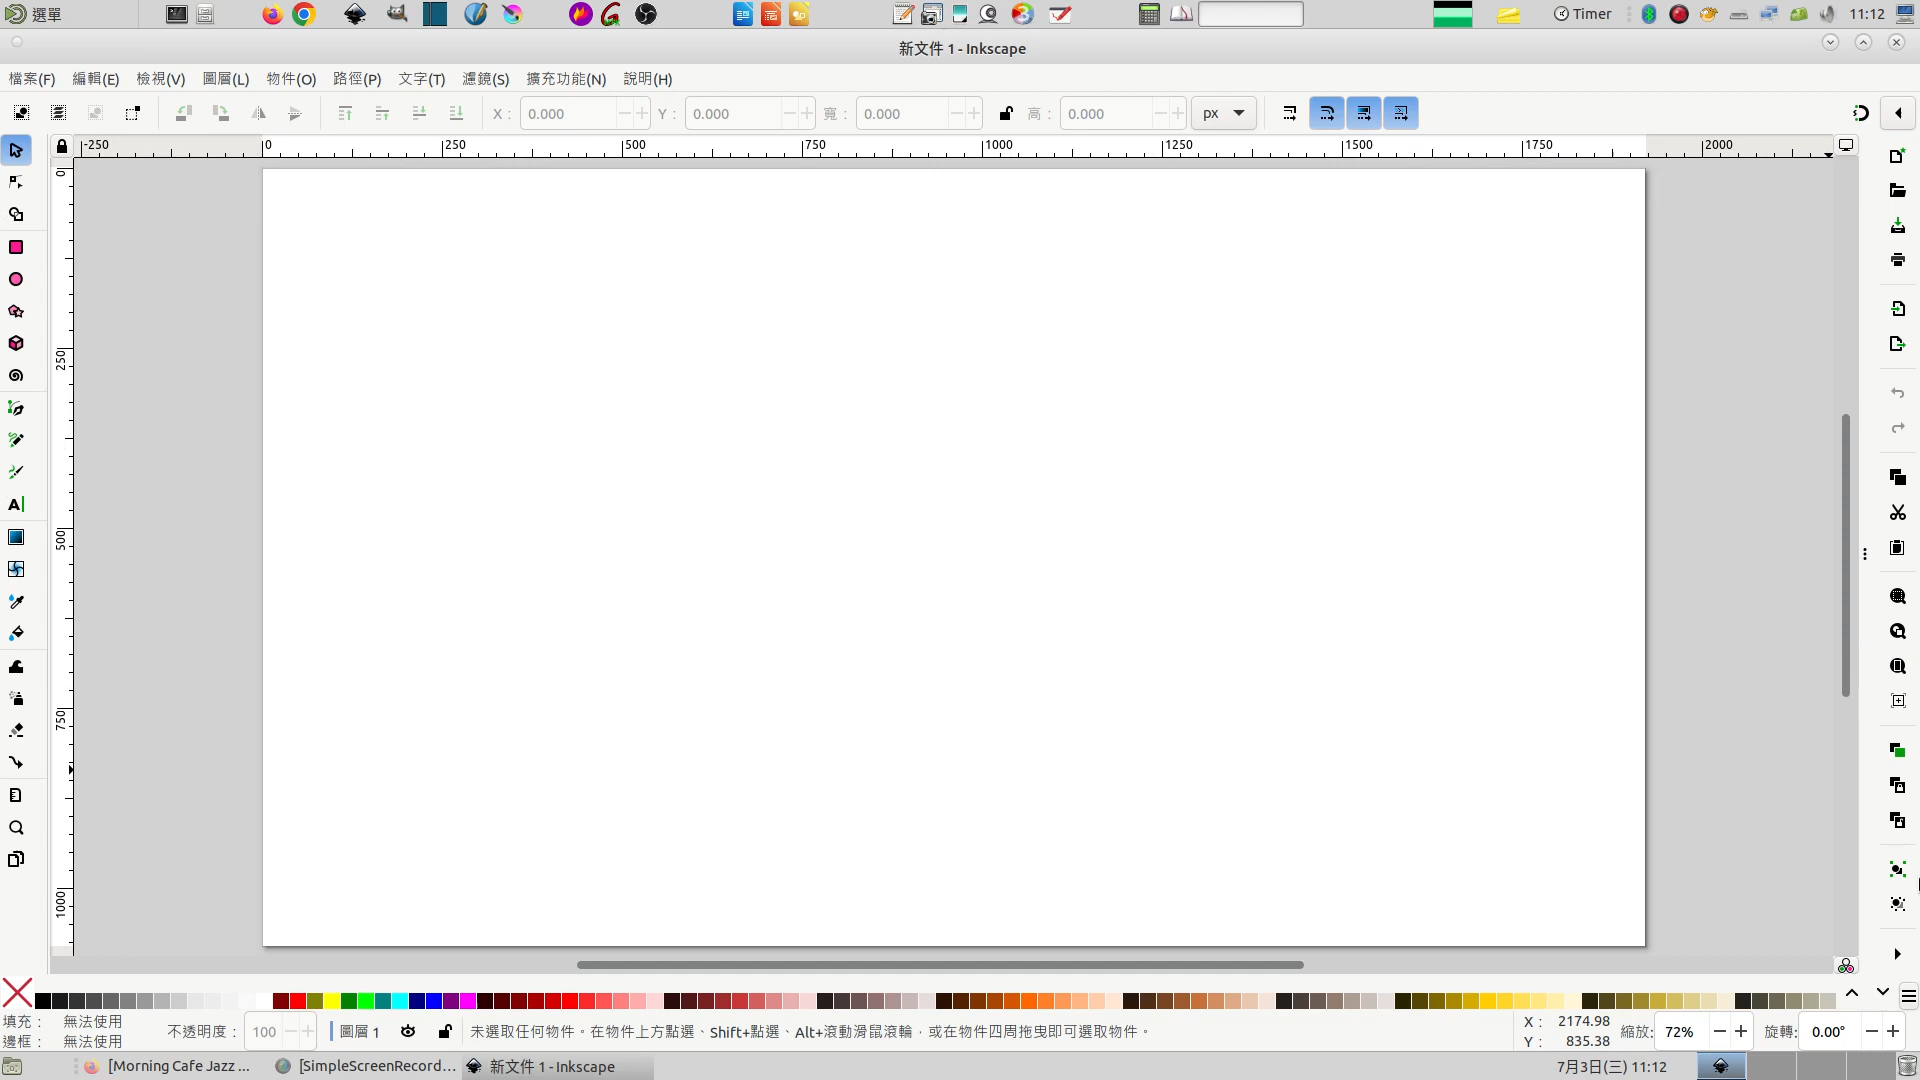 選單
Timer
11:12
新文件 1 - Inkscape
檔案(F) 編輯(E) 檢視(V) 圖層(L) 物件(O) 路徑(P) 文字(T) 濾鏡(S) 擴充功能(N) 說明(H)
X : 0.000 Y : 0.000 寬 : 0.000 高 : 0.000 px
-250 0 250 500 750 1000 1250 1500 1750 2000
0
250
500
750
1000
填充 : 無法使用
邊框 : 無法使用
不透明度 : 100
圖層 1
未選取任何物件。在物件上方點選、Shift+點選、Alt+滾動滑鼠滾輪，或在物件四周拖曳即可選取物件。
X : 2174.98
Y : 835.38
縮放: 72%
旋轉: 0.00°
[Morning Cafe Jazz ...
[SimpleScreenRecord...
新文件 1 - Inkscape
7月3日(三) 11:12